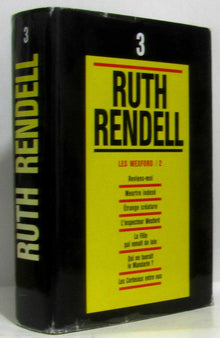 3
RUTH
RENDELL
LES WEXFORD / 2
Reviens-moi
Meurtre indexé
Étrange créature
L'inspecteur Wexford
La Fille
qui venait de loin
Qui ne tuerait
le Mandarin ?
Les Corbeaux entre eux
RUTH RENDELL